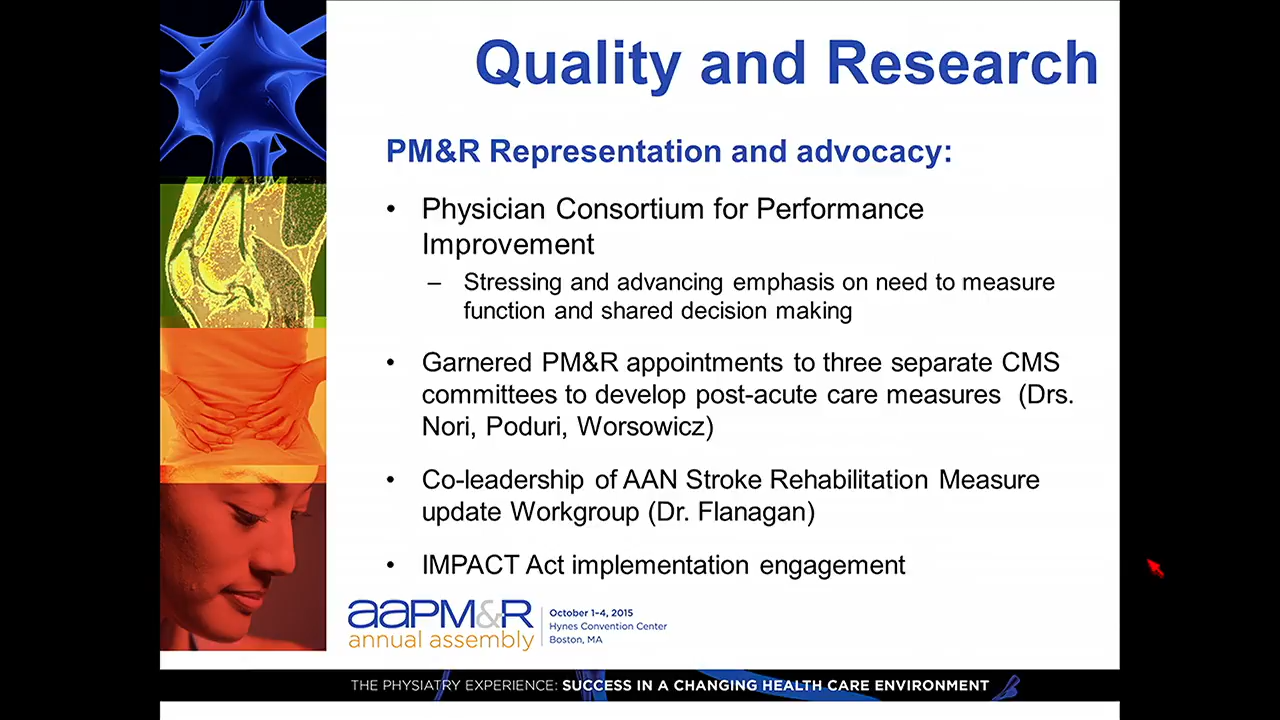 Quality and Research
PM&R Representation and advocacy:
• Physician Consortium for Performance
Improvement
– Stressing and advancing emphasis on need to measure
function and shared decision making
• Garnered PM&R appointments to three separate CMS
committees to develop post-acute care measures (Drs.
Nori, Poduri, Worsowicz)
• Co-leadership of AAN Stroke Rehabilitation Measure
update Workgroup (Dr. Flanagan)
• IMPACT Act implementation engagement
aaPM&R
annual assembly
October 1-4, 2015
Hynes Convention Center
Boston, MA
THE PHYSIATRY EXPERIENCE: SUCCESS IN A CHANGING HEALTH CARE ENVIRONMENT